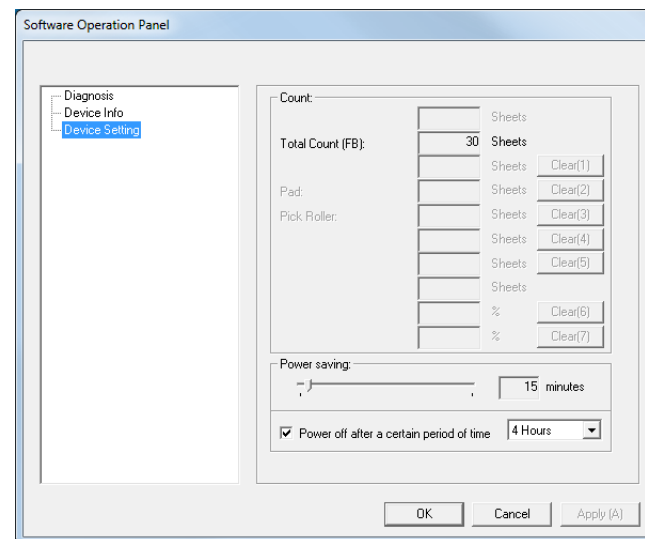 Software Operation Panel
Diagnosis
Device Info
Device Setting
Count:
Sheets
Total Count (FB): 30 Sheets
Sheets Clear(1)
Pad: Sheets Clear(2)
Pick Roller: Sheets Clear(3)
Sheets Clear(4)
Sheets Clear(5)
Sheets
% Clear(6)
% Clear(7)
Power saving:
15 minutes
Power off after a certain period of time 4 Hours
OK Cancel Apply (A)